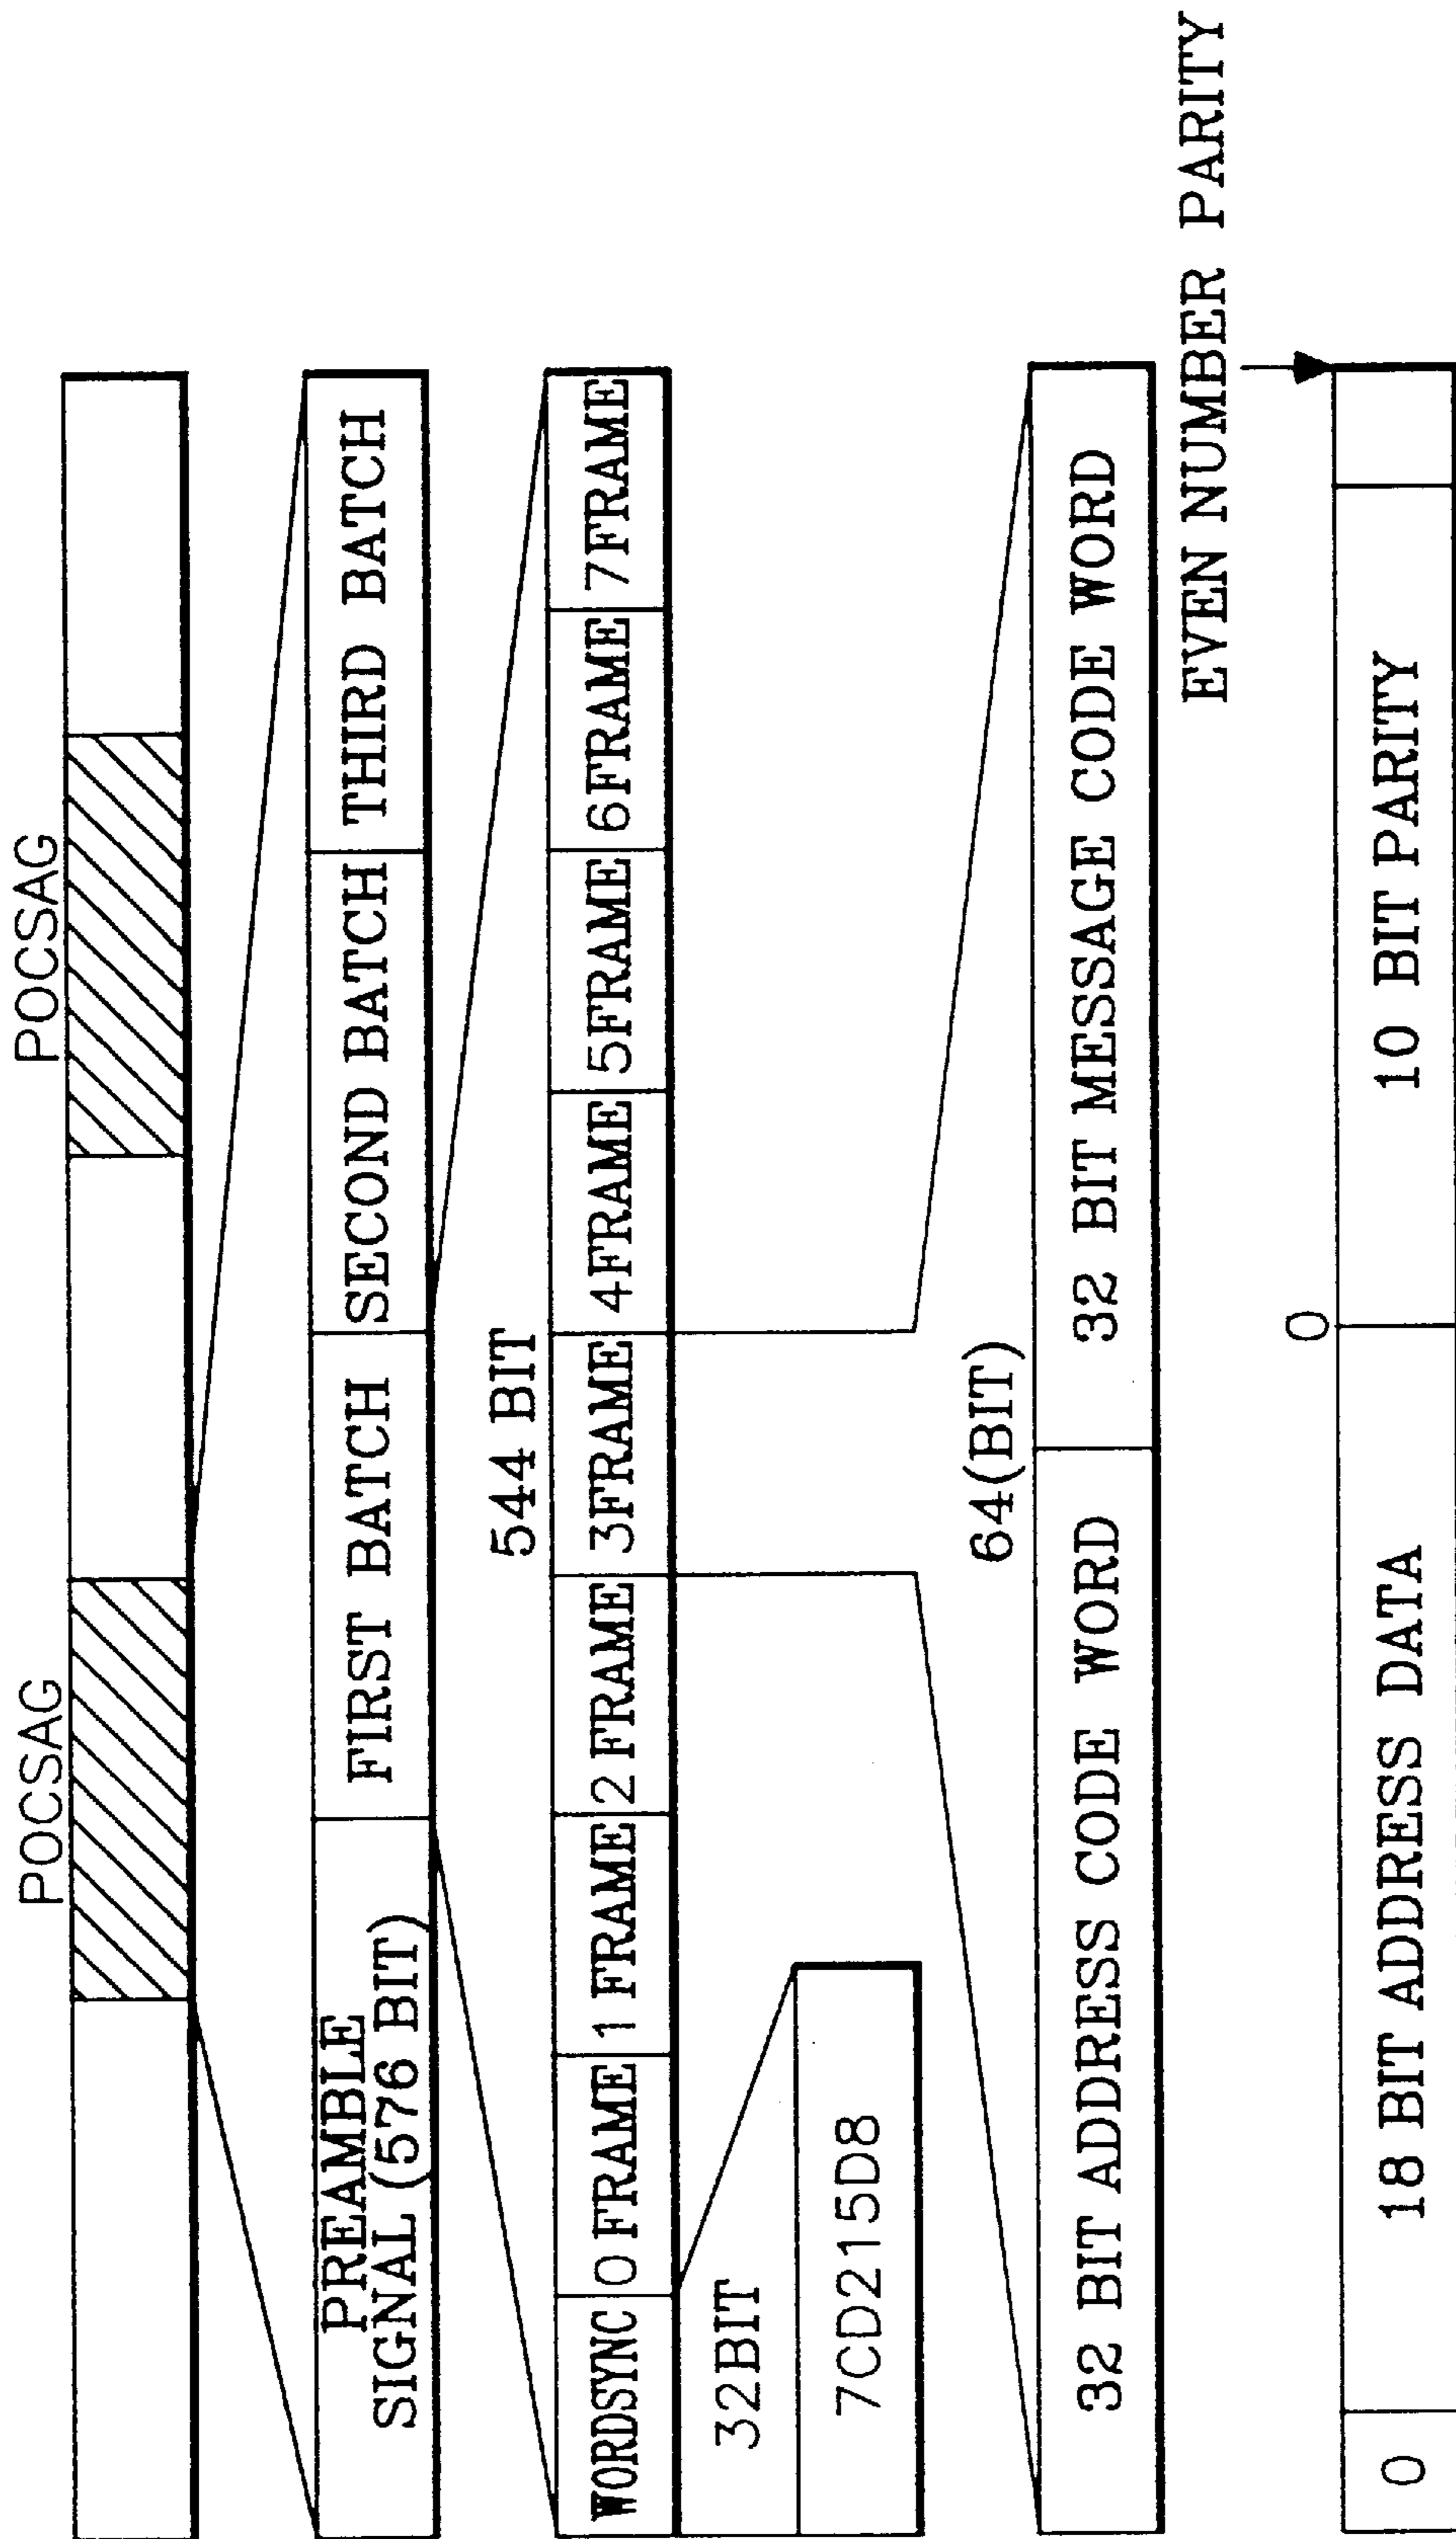 POCSAG
POCSAG
PREAMBLE
SIGNAL (576 BIT)
FIRST BATCH
SECOND BATCH
THIRD BATCH
544 BIT
WORDSYNC
0 FRAME
1 FRAME
2 FRAME
3FRAME
4FRAME
5FRAME
6FRAME
7FRAME
32BIT
7CD215D8
64(BIT)
32 BIT ADDRESS CODE WORD
32 BIT MESSAGE CODE WORD
EVEN NUMBER PARITY
0
0
18 BIT ADDRESS DATA
10 BIT PARITY